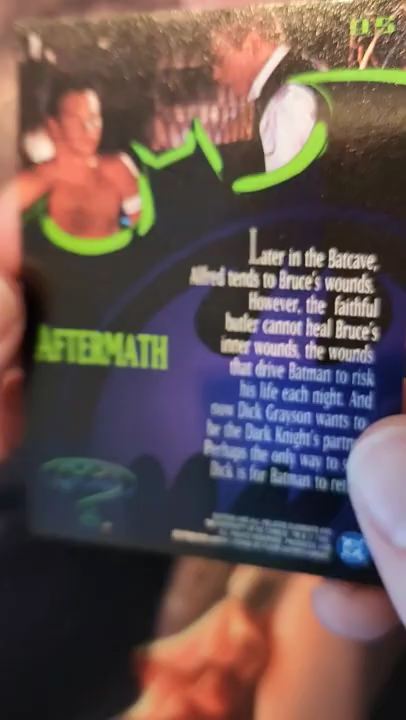 95
Later in the Batcave,
Alfred tends to Bruce's wounds.
However, the faithful
butler cannot heal Bruce's
inner wounds, the wounds
that drive Batman to risk
his life each night. And
now Dick Grayson wants to
be the Dark Knight's
Perhaps the only way to
Dick is for Batman to
AFTERMATH